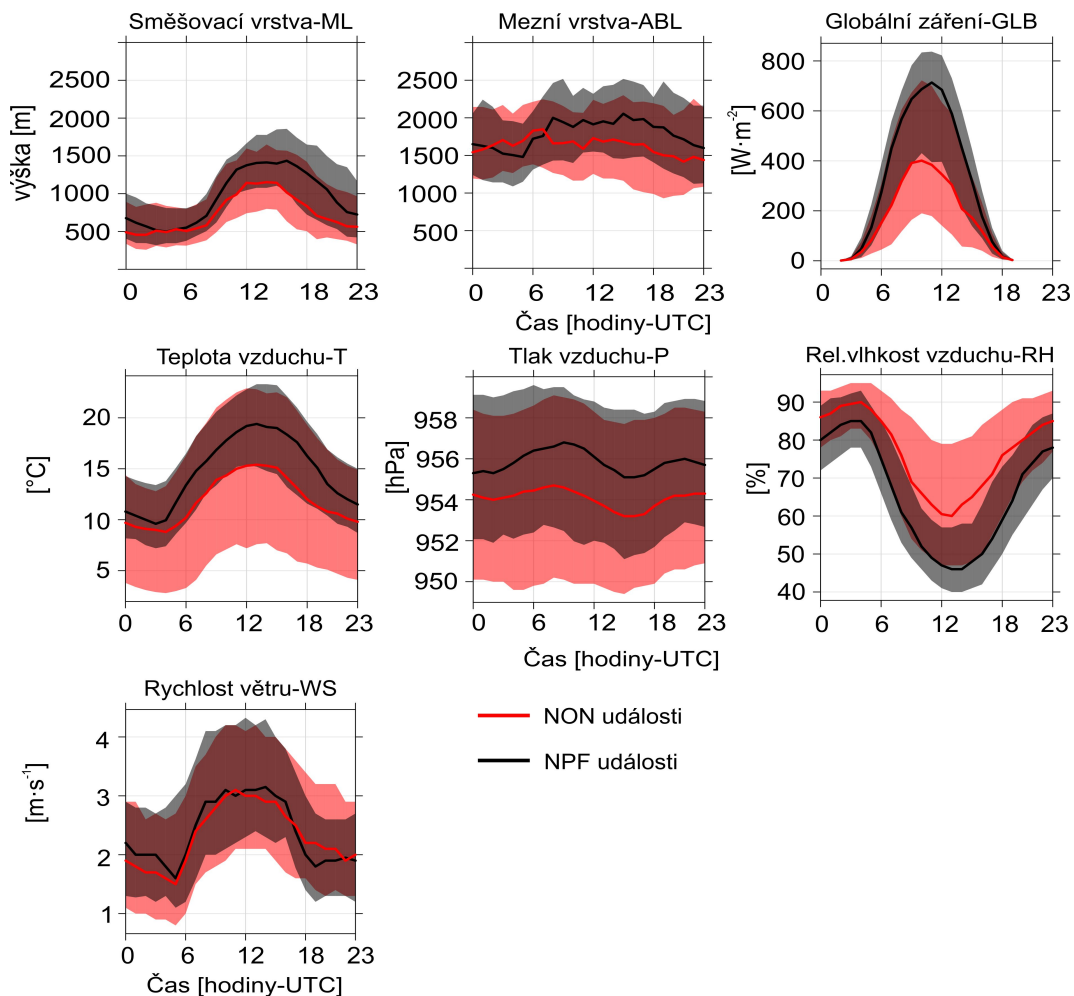 Směšovací vrstva-ML
výška [m]
2500
2000
1500
1000
500
0 6 12 18 23
Mezní vrstva-ABL
2500
2000
1500
1000
500
0 6 12 18 23
Čas [hodiny-UTC]
Globální záření-GLB
[W·m⁻²]
800
600
400
200
0
0 6 12 18 23
Teplota vzduchu-T
[°C]
20
15
10
5
0 6 12 18 23
Tlak vzduchu-P
[hPa]
958
956
954
952
950
0 6 12 18 23
Čas [hodiny-UTC]
Rel.vlhkost vzduchu-RH
[%]
90
80
70
60
50
40
0 6 12 18 23
Rychlost větru-WS
[m·s⁻¹]
4
3
2
1
0 6 12 18 23
Čas [hodiny-UTC]
NON události
NPF události